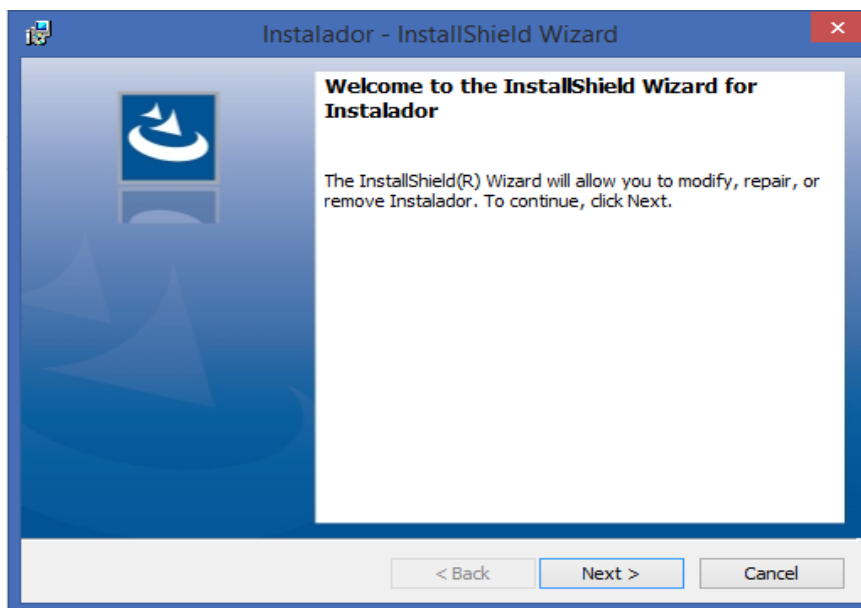 Instalador - InstallShield Wizard
Welcome to the InstallShield Wizard for
Instalador
The InstallShield(R) Wizard will allow you to modify, repair, or
remove Instalador. To continue, click Next.
< Back
Next >
Cancel